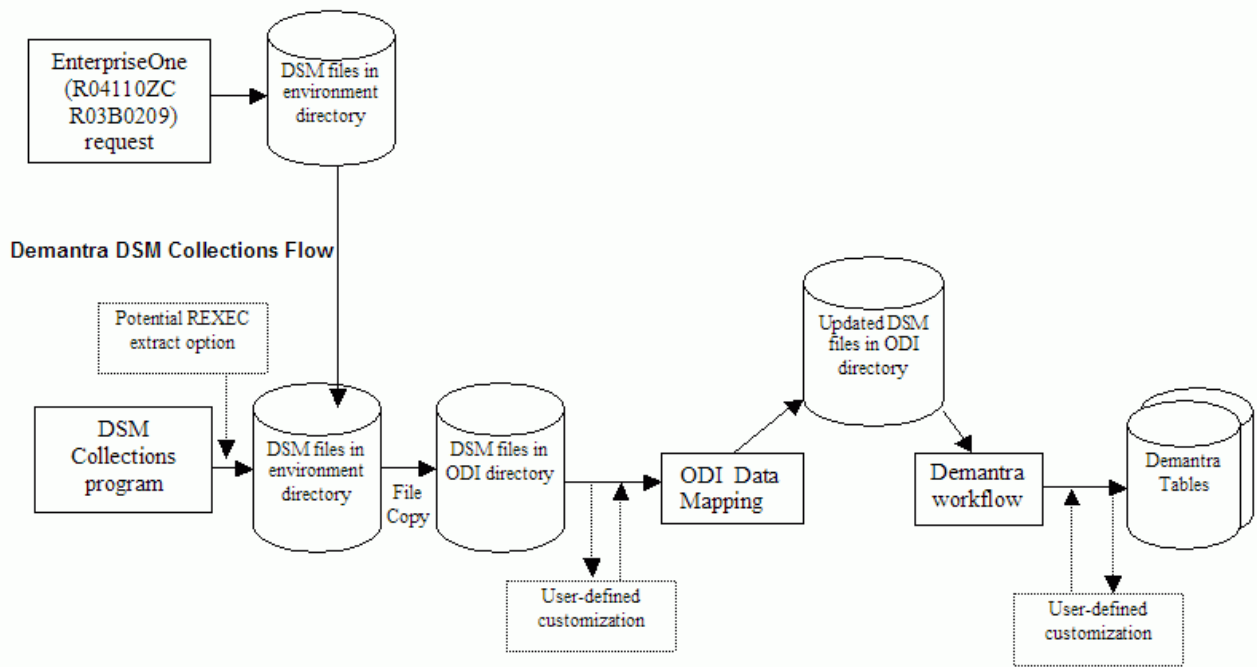 EnterpriseOne
(R04110ZC
R03B0209)
request
DSM files in
environment
directory
Demantra DSM Collections Flow
Potential REXEC
extract option
DSM
Collections
program
DSM files in
environment
directory
File
Copy
DSM files in
ODI directory
User-defined
customization
ODI Data
Mapping
Updated DSM
files in ODI
directory
Demantra
workflow
User-defined
customization
Demantra
Tables